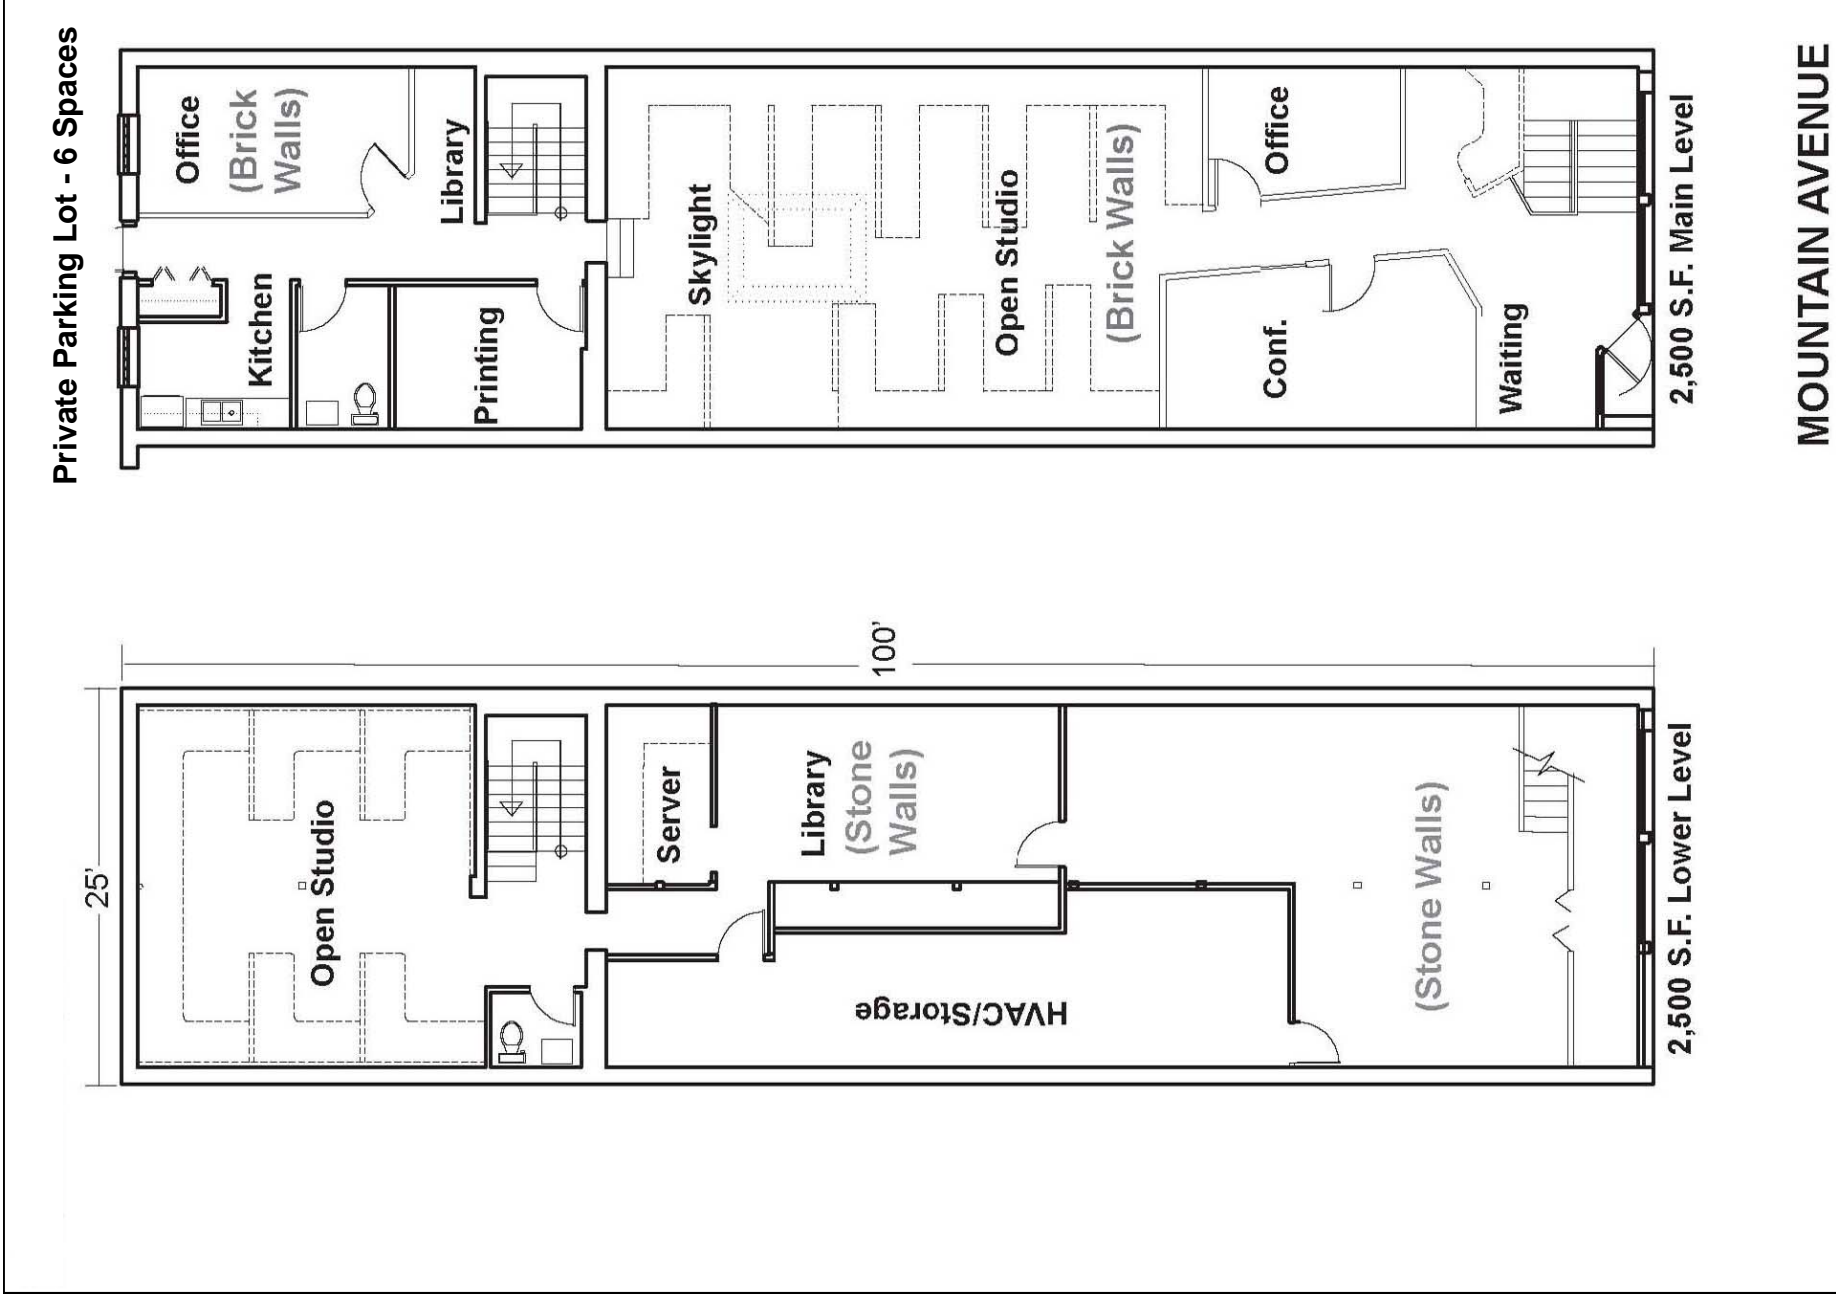 Private Parking Lot - 6 Spaces
Office
(Brick
Walls)
Library
Kitchen
Printing
Skylight
Open Studio
(Brick Walls)
Office
Conf.
Waiting
2,500 S.F. Main Level
MOUNTAIN AVENUE
25'
100'
Open Studio
Server
Library
(Stone
Walls)
HVAC/Storage
(Stone Walls)
2,500 S.F. Lower Level